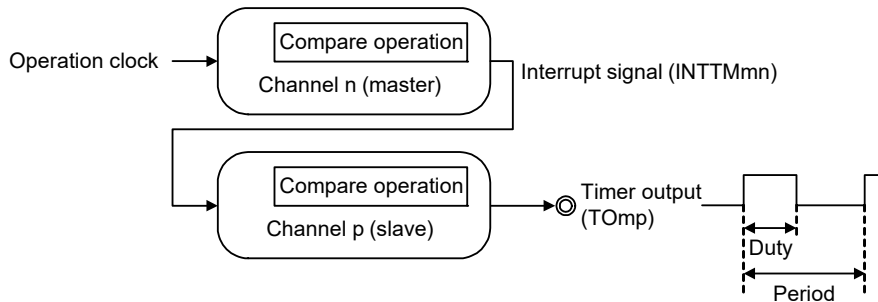 Compare operation
Operation clock
Channel n (master)
Interrupt signal (INTTMmn)
Compare operation
Channel p (slave)
Timer output
(TOmp)
Duty
Period